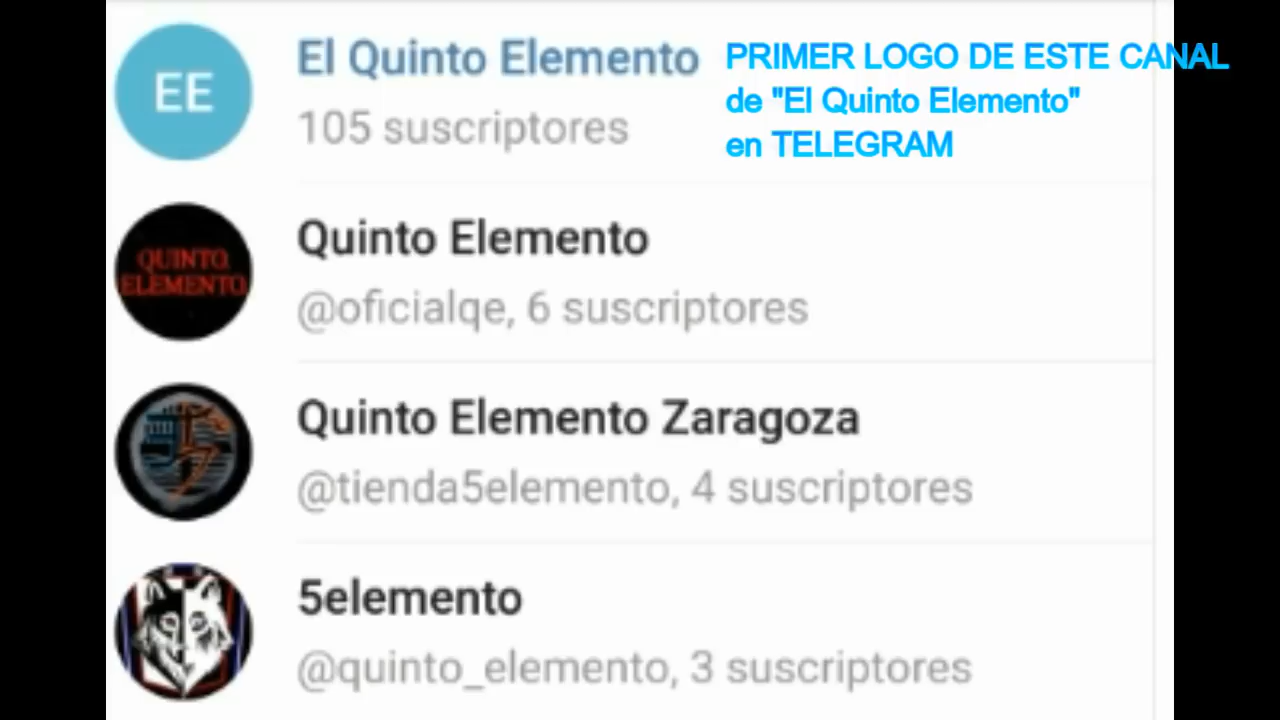 EE
El Quinto Elemento
105 suscriptores
PRIMER LOGO DE ESTE CANAL
de "El Quinto Elemento"
en TELEGRAM
QUINTO
ELEMENTO
Quinto Elemento
@oficialqe, 6 suscriptores
Quinto Elemento Zaragoza
@tienda5elemento, 4 suscriptores
5elemento
@quinto_elemento, 3 suscriptores